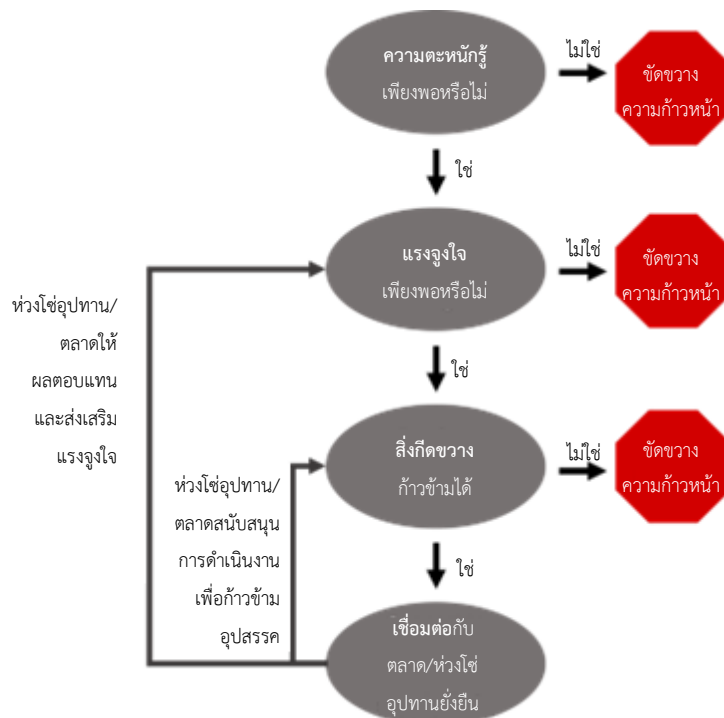 ความตะหนักรู้
เพียงพอหรือไม่
ไม่ใช่
ขัดขวาง
ความก้าวหน้า
ใช่
แรงจูงใจ
เพียงพอหรือไม่
ไม่ใช่
ขัดขวาง
ความก้าวหน้า
ห่วงโซ่อุปทาน/
ตลาดให้
ผลตอบแทน
และส่งเสริม
แรงจูงใจ
ใช่
สิ่งกีดขวาง
ก้าวข้ามได้
ไม่ใช่
ขัดขวาง
ความก้าวหน้า
ห่วงโซ่อุปทาน/
ตลาดสนับสนุน
การดำเนินงาน
เพื่อก้าวข้าม
อุปสรรค
ใช่
เชื่อมต่อกับ
ตลาด/ห่วงโซ่
อุปทานยั่งยืน